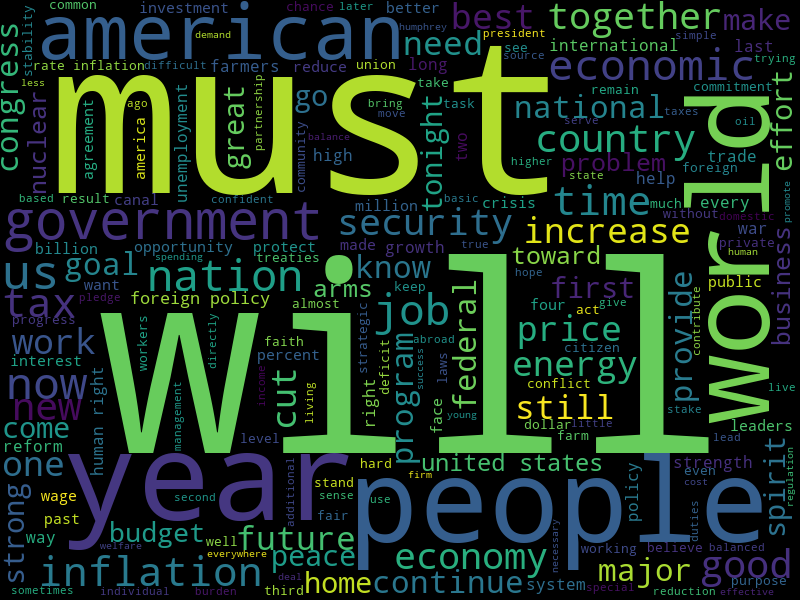 common investment chance later better
american demand humphrey best president together make
congress stability rate inflation difficult farmers reduce union need long see source international simple last
must economic
less nuclear agreement ago america unemployment great partnership go community high bring move balance take task tonight two higher serve national remain country problem state help commitment taxes trying oil trade foreign effort
based result canal confident million basic crisis time much every without domestic promote
government security increase war private
billion opportunity protect made growth true toward human
us goal want spending treaties know keep hope first public business
nation arms world
tax pledge foreign policy almost job four act give provide contribute
progress workers directly faith strategic abroad price
work interest percent deficit success laws federal citizen energy
now human right management income cut living right program face young conflict still stake live
new will dollar little leaders
come reform level farm lead
one year hard united states people strength even spirit regulation
strong wage second additional stand sense use firm policy cost duties
past fair
way budget well future necessary working believe balanced
welfare everywhere peace economy major good
inflation deal home continue system special purpose
sometimes individual burden third reduction effective